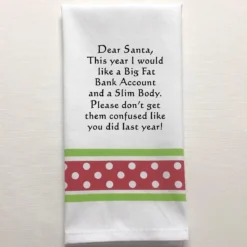 Dear Santa,
This year I would
like a Big Fat
Bank Account
and a Slim Body.
Please don't get
them confused like
you did last year!